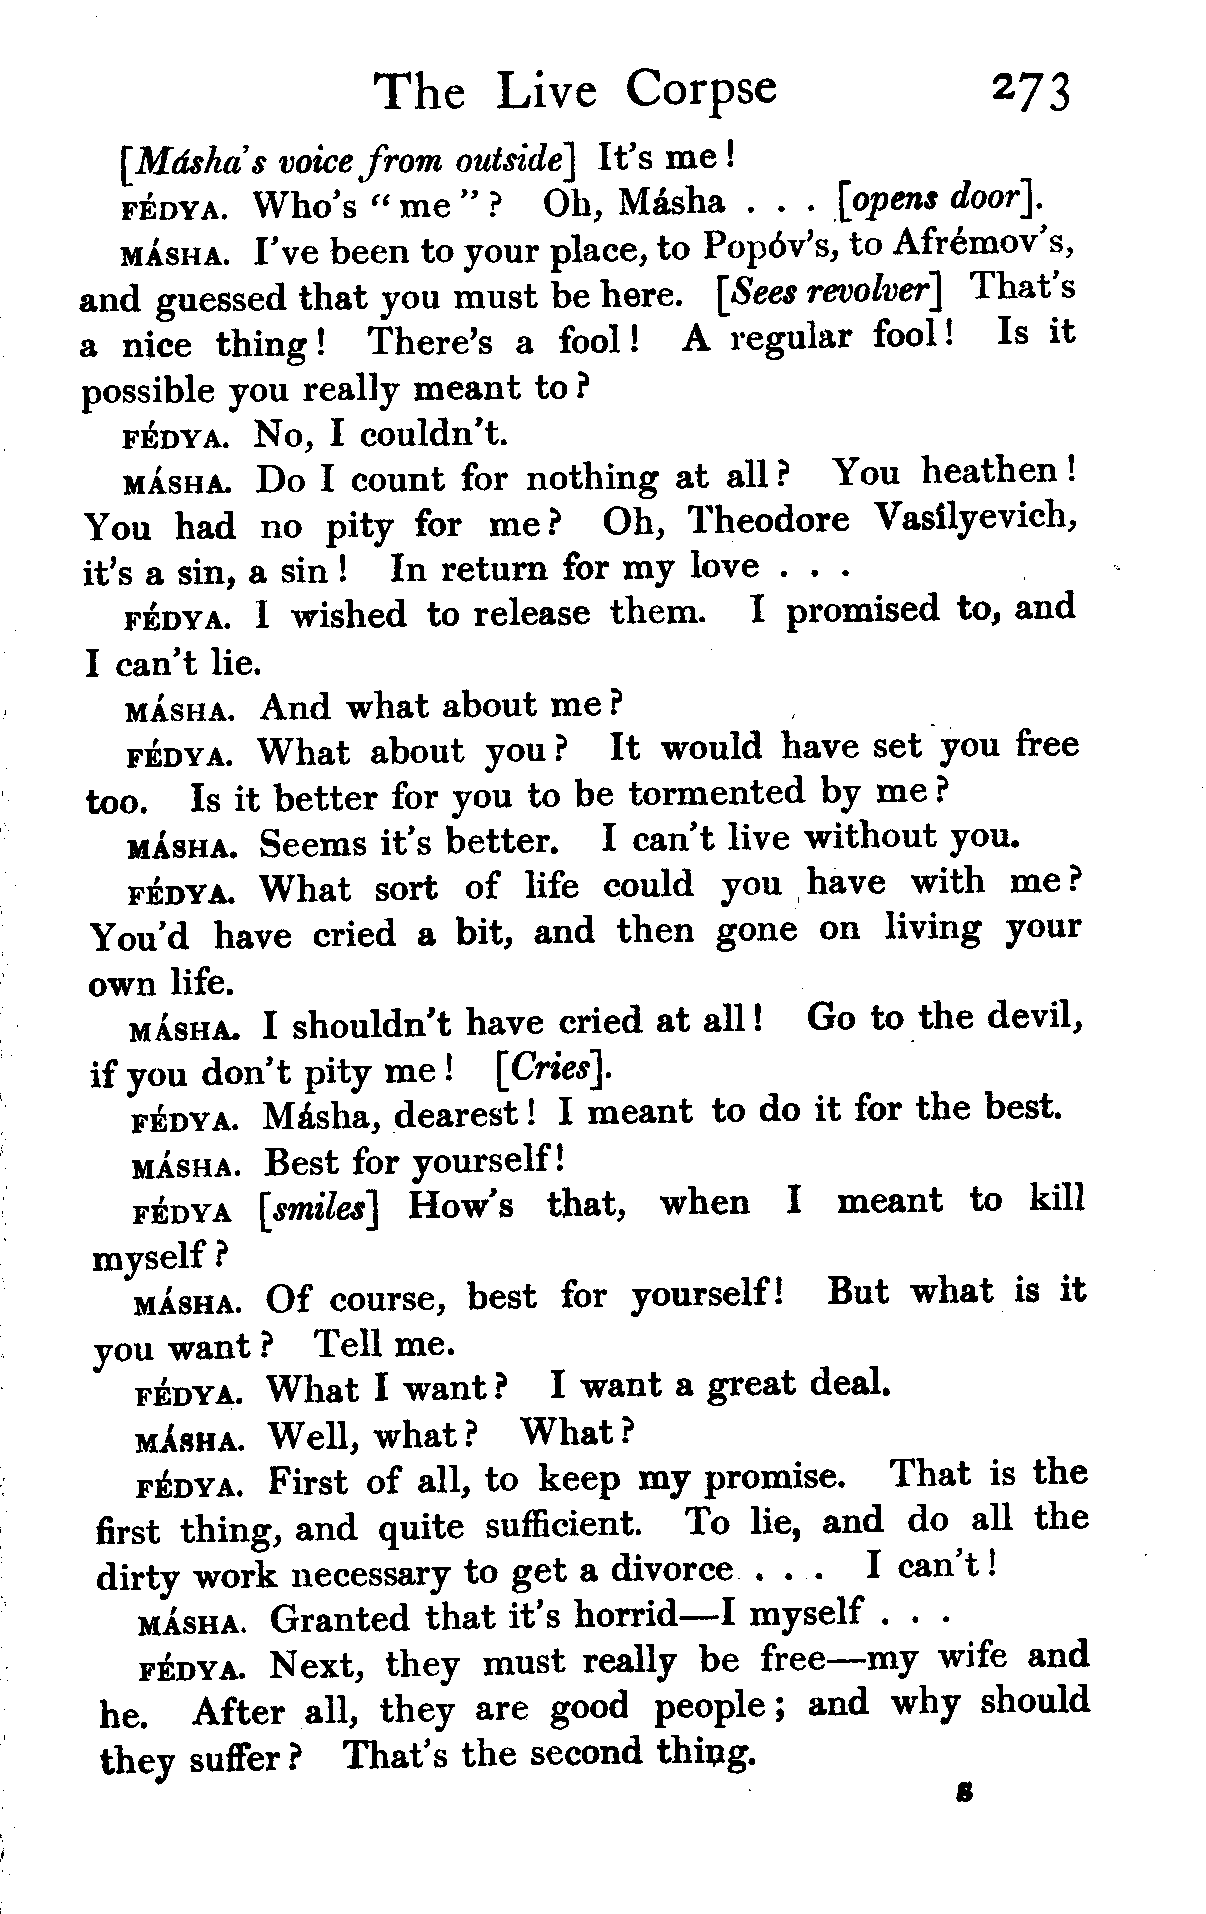 The Live Corpse 273
[Másha's voice from outside] It's me!
FÉDYA. Who's "me"? Oh, Másha . . . [opens door].
MÁSHA. I've been to your place, to Popóv's, to Afrémov's,
and guessed that you must be here. [Sees revolver] That's
a nice thing! There's a fool! A regular fool! Is it
possible you really meant to?
FÉDYA. No, I couldn't.
MÁSHA. Do I count for nothing at all? You heathen!
You had no pity for me? Oh, Theodore Vasílyevich,
it's a sin, a sin! In return for my love . . .
FÉDYA. I wished to release them. I promised to, and
I can't lie.
MÁSHA. And what about me?
FÉDYA. What about you? It would have set you free
too. Is it better for you to be tormented by me?
MÁSHA. Seems it's better. I can't live without you.
FÉDYA. What sort of life could you have with me?
You'd have cried a bit, and then gone on living your
own life.
MÁSHA. I shouldn't have cried at all! Go to the devil,
if you don't pity me! [Cries].
FÉDYA. Másha, dearest! I meant to do it for the best.
MÁSHA. Best for yourself!
FÉDYA [smiles] How's that, when I meant to kill
myself?
MÁSHA. Of course, best for yourself! But what is it
you want? Tell me.
FÉDYA. What I want? I want a great deal.
MÁSHA. Well, what? What?
FÉDYA. First of all, to keep my promise. That is the
first thing, and quite sufficient. To lie, and do all the
dirty work necessary to get a divorce . . . I can't!
MÁSHA. Granted that it's horrid—I myself . . .
FÉDYA. Next, they must really be free—my wife and
he. After all, they are good people; and why should
they suffer? That's the second thing.
S